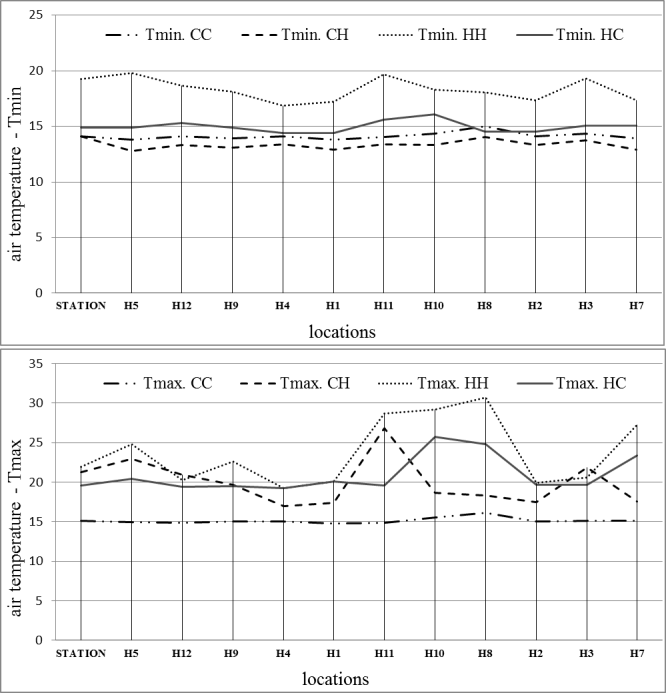 25
Tmin. CC Tmin. CH Tmin. HH Tmin. HC
20
15
10
5
0
air temperature - Tmin
STATION H5 H12 H9 H4 H1 H11 H10 H8 H2 H3 H7
locations
35
Tmax. CC Tmax. CH Tmax. HH Tmax. HC
30
25
20
15
10
5
0
air temperature - Tmax
STATION H5 H12 H9 H4 H1 H11 H10 H8 H2 H3 H7
locations